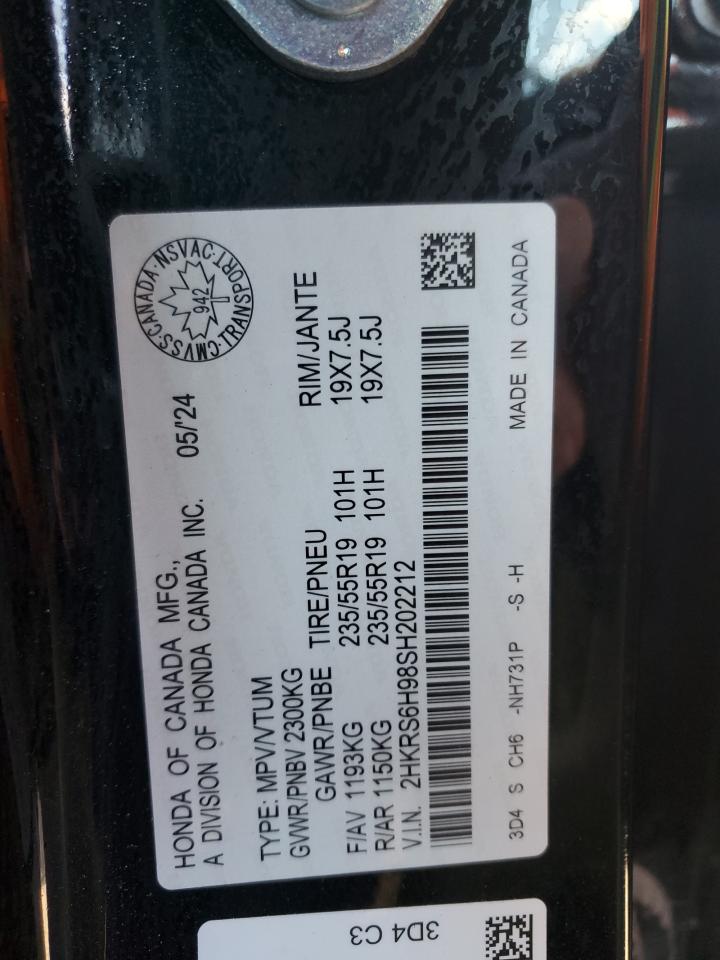 HONDA OF CANADA MFG.,
A DIVISION OF HONDA CANADA INC. 05/'24
CMVSS·CANADA·NSVAC·TRANSPORT·
942
TYPE: MPV/VTUM
GWR/PNBV 2300KG
GAWR/PNBE TIRE/PNEU RIM/JANTE
F/AV 1193KG 235/55R19 101H 19X7.5J
R/AR 1150KG 235/55R19 101H 19X7.5J
V.I.N. 2HKRS6H98SH202212
3D4 S CH6 -NH731P -S -H MADE IN CANADA
3D4 C3